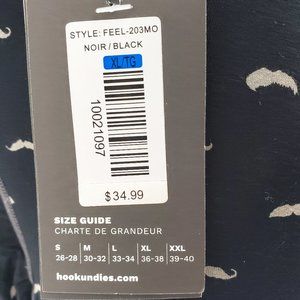 STYLE: FEEL-203MO
NOIR / BLACK
XL/TG
10021097
$34.99
SIZE GUIDE
CHARTE DE GRANDEUR
S M L XL XXL
26-28 30-32 33-34 36-38 39-40
hookundies.com